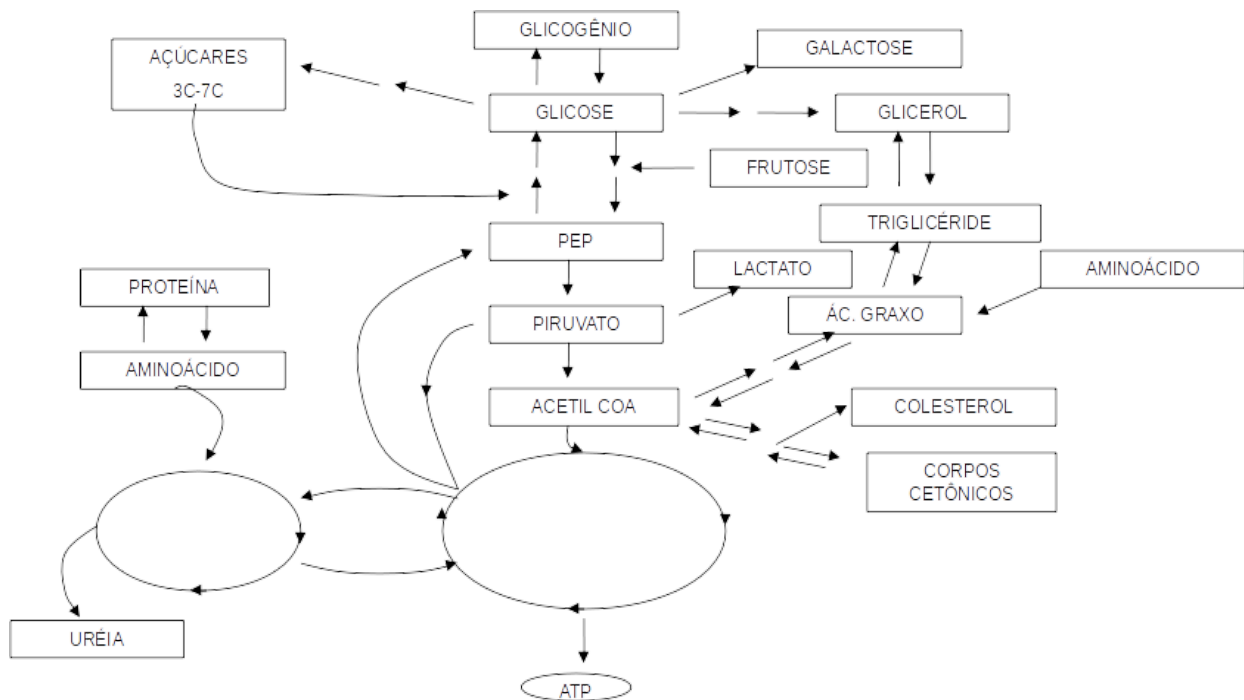 GLICOGÊNIO
AÇÚCARES
3C-7C
GALACTOSE
GLICOSE
GLICEROL
FRUTOSE
TRIGLICÉRIDE
PEP
LACTATO
AMINOÁCIDO
PROTEÍNA
ÁC. GRAXO
PIRUVATO
AMINOÁCIDO
ACETIL COA
COLESTEROL
CORPOS
CETÔNICOS
URÉIA
ATP